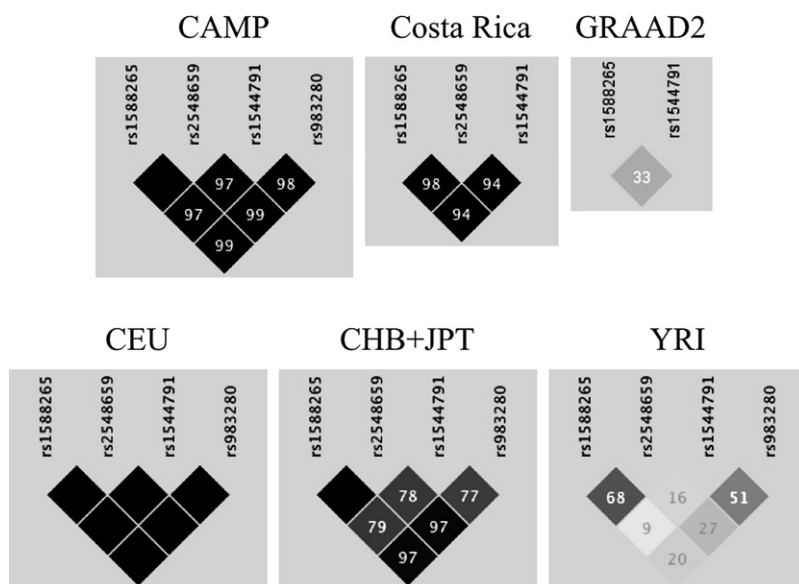 CAMP
Costa Rica
GRAAD2
rs1588265
rs2548659
rs1544791
rs983280
rs1588265
rs2548659
rs1544791
rs1588265
rs1544791
97
98
97
99
99
98
94
94
33
CEU
CHB+JPT
YRI
rs1588265
rs2548659
rs1544791
rs983280
rs1588265
rs2548659
rs1544791
rs983280
rs1588265
rs2548659
rs1544791
rs983280
78
77
79
97
97
68
16
51
9
27
20